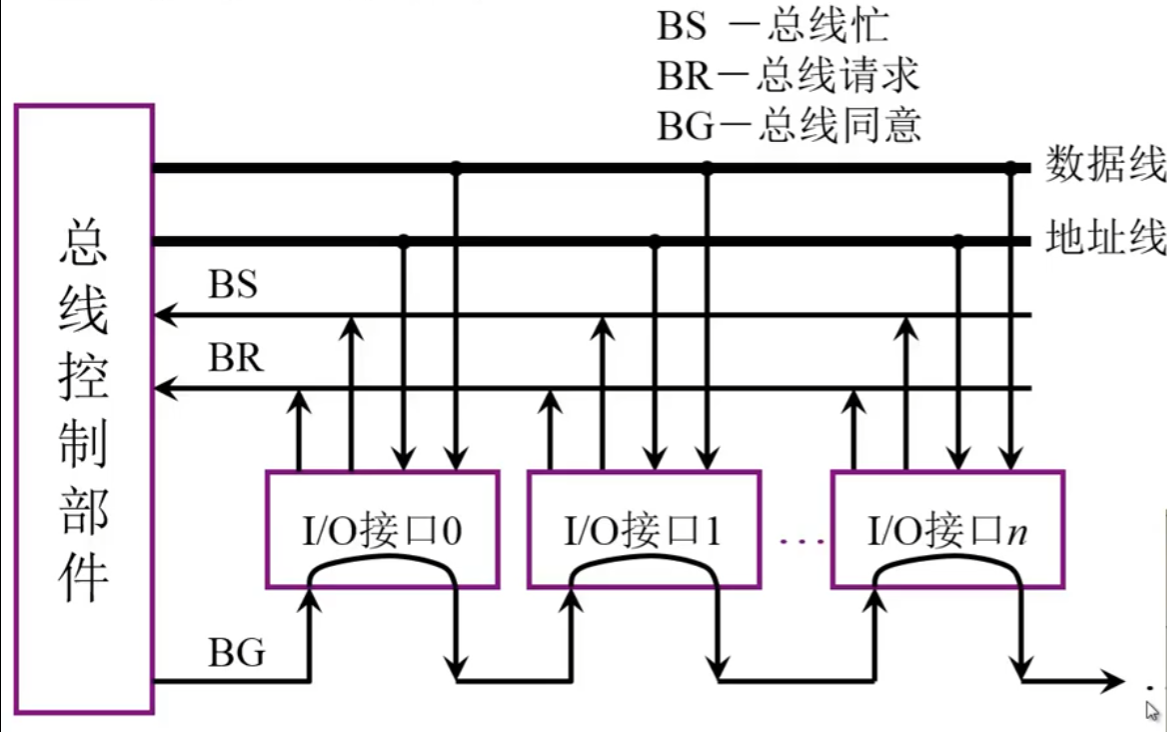 BS －总线忙
BR－总线请求
BG－总线同意
数据线
地址线
BS
BR
总线控制部件
I/O接口0
I/O接口1
…
I/O接口n
BG